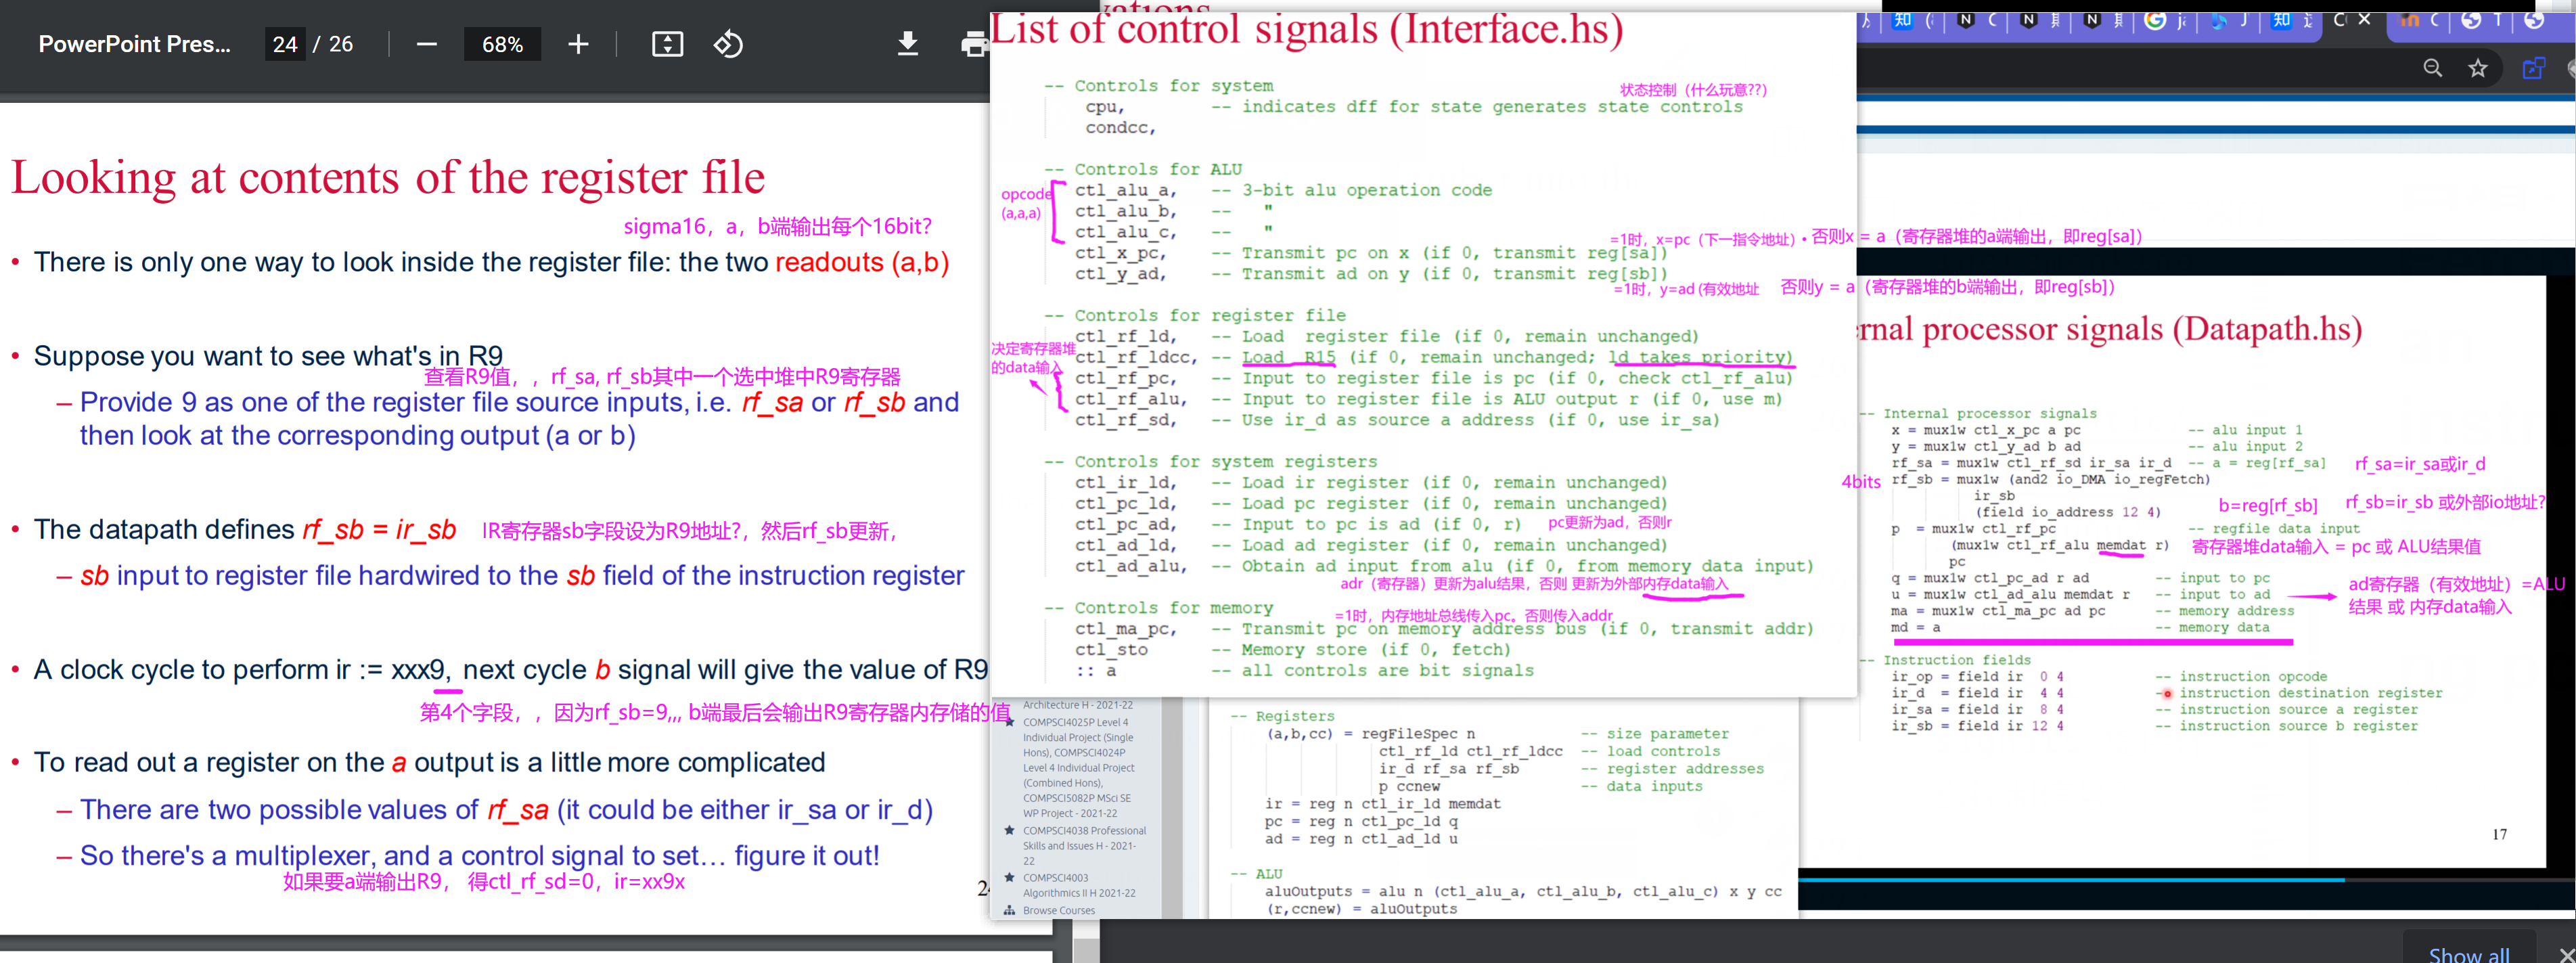 PowerPoint Pres...
24 / 26
68%
Looking at contents of the register file
sigma16，a，b端输出每个16bit？
• There is only one way to look inside the register file: the two readouts (a,b)
• Suppose you want to see what's in R9
查看R9值，，rf_sa, rf_sb其中一个选中堆中R9寄存器
– Provide 9 as one of the register file source inputs, i.e. rf_sa or rf_sb and
then look at the corresponding output (a or b)
• The datapath defines rf_sb = ir_sb
IR寄存器sb字段设为R9地址?，然后rf_sb更新，
– sb input to register file hardwired to the sb field of the instruction register
• A clock cycle to perform ir := xxx9, next cycle b signal will give the value of R9
第4个字段，，因为rf_sb=9,,, b端最后会输出R9寄存器内存储的值
• To read out a register on the a output is a little more complicated
– There are two possible values of rf_sa (it could be either ir_sa or ir_d)
– So there's a multiplexer, and a control signal to set… figure it out!
如果要a端输出R9， 得ctl_rf_sd=0，ir=xx9x
List of control signals (Interface.hs)
-- Controls for system
状态控制（什么玩意??）
cpu, -- indicates dff for state generates state controls
condcc,
-- Controls for ALU
opcode
(a,a,a)
ctl_alu_a, -- 3-bit alu operation code
ctl_alu_b, -- "
ctl_alu_c, -- "
=1时，x=pc（下一指令地址）· 否则x = a（寄存器堆的a端输出，即reg[sa]）
ctl_x_pc, -- Transmit pc on x (if 0, transmit reg[sa])
ctl_y_ad, -- Transmit ad on y (if 0, transmit reg[sb])
=1时，y=ad (有效地址 否则y = a（寄存器堆的b端输出，即reg[sb]）
-- Controls for register file
ctl_rf_ld, -- Load register file (if 0, remain unchanged)
决定寄存器堆
的data输入
ctl_rf_ldcc, -- Load R15 (if 0, remain unchanged; ld takes priority)
ctl_rf_pc, -- Input to register file is pc (if 0, check ctl_rf_alu)
ctl_rf_alu, -- Input to register file is ALU output r (if 0, use m)
ctl_rf_sd, -- Use ir_d as source a address (if 0, use ir_sa)
-- Controls for system registers
ctl_ir_ld, -- Load ir register (if 0, remain unchanged)
ctl_pc_ld, -- Load pc register (if 0, remain unchanged)
ctl_pc_ad, -- Input to pc is ad (if 0, r) pc更新为ad，否则r
ctl_ad_ld, -- Load ad register (if 0, remain unchanged)
ctl_ad_alu, -- Obtain ad input from alu (if 0, from memory data input)
adr（寄存器）更新为alu结果，否则 更新为外部内存data输入
-- Controls for memory
=1时，内存地址总线传入pc。否则传入addr
ctl_ma_pc, -- Transmit pc on memory address bus (if 0, transmit addr)
ctl_sto -- Memory store (if 0, fetch)
:: a -- all controls are bit signals
Architecture H - 2021-22
COMPSCI4025P Level 4
Individual Project (Single
Hons), COMPSCI4024P
Level 4 Individual Project
(Combined Hons),
COMPSCI5082P MSci SE
WP Project - 2021-22
COMPSCI4038 Professional
Skills and Issues H - 2021-
22
COMPSCI4003
Algorithmics II H 2021-22
Browse Courses
-- Registers
(a,b,cc) = regFileSpec n -- size parameter
ctl_rf_ld ctl_rf_ldcc -- load controls
ir_d rf_sa rf_sb -- register addresses
p ccnew -- data inputs
ir = reg n ctl_ir_ld memdat
pc = reg n ctl_pc_ld q
ad = reg n ctl_ad_ld u
-- ALU
aluOutputs = alu n (ctl_alu_a, ctl_alu_b, ctl_alu_c) x y cc
(r,ccnew) = aluOutputs
rnal processor signals (Datapath.hs)
-- Internal processor signals
x = mux1w ctl_x_pc a pc -- alu input 1
y = mux1w ctl_y_ad b ad -- alu input 2
rf_sa = mux1w ctl_rf_sd ir_sa ir_d -- a = reg[rf_sa] rf_sa=ir_sa或ir_d
4bits
rf_sb = mux1w (and2 io_DMA io_regFetch)
ir_sb
(field io_address 12 4)
b=reg[rf_sb] rf_sb=ir_sb 或外部io地址?
p = mux1w ctl_rf_pc -- regfile data input
(mux1w ctl_rf_alu memdat r) 寄存器堆data输入 = pc 或 ALU结果值
pc
q = mux1w ctl_pc_ad r ad -- input to pc
u = mux1w ctl_ad_alu memdat r -- input to ad
ad寄存器（有效地址）=ALU
结果 或 内存data输入
ma = mux1w ctl_ma_pc ad pc -- memory address
md = a -- memory data
-- Instruction fields
ir_op = field ir 0 4 -- instruction opcode
ir_d = field ir 4 4 -- instruction destination register
ir_sa = field ir 8 4 -- instruction source a register
ir_sb = field ir 12 4 -- instruction source b register
17
Show all